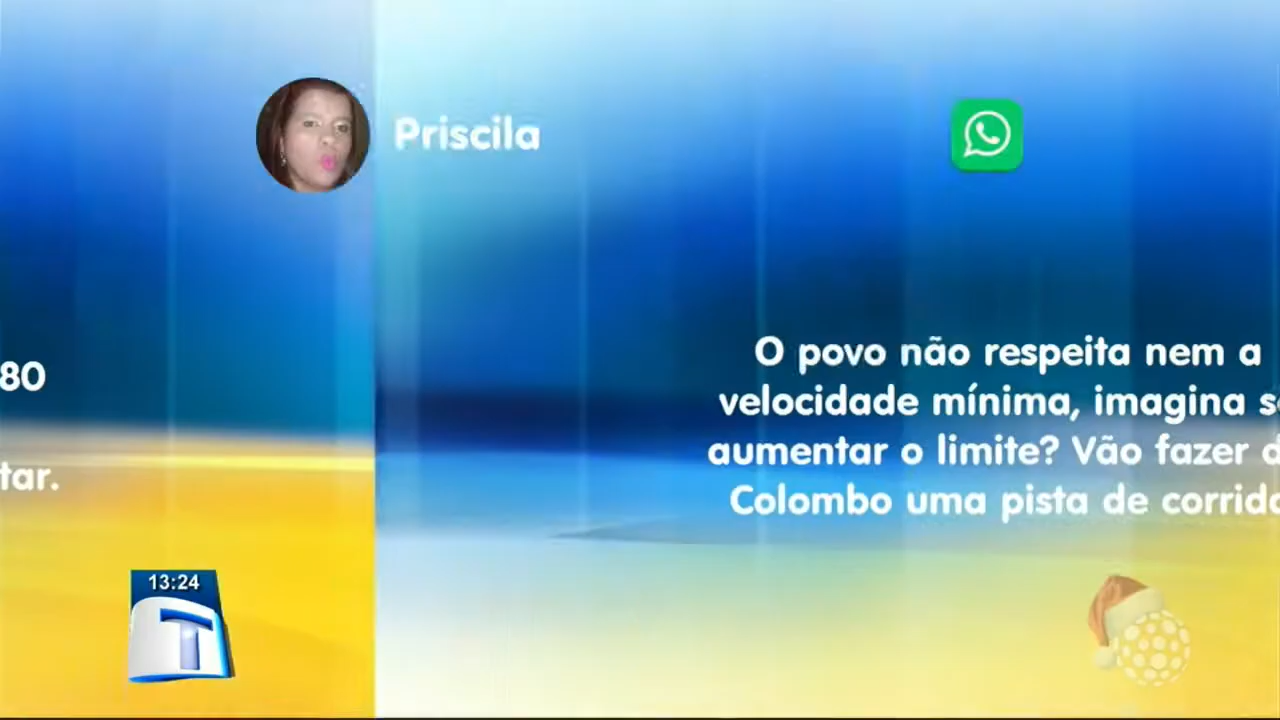 Priscila
80
tar.
O povo não respeita nem a
velocidade mínima, imagina s
aumentar o limite? Vão fazer
Colombo uma pista de corrid
13:24
T